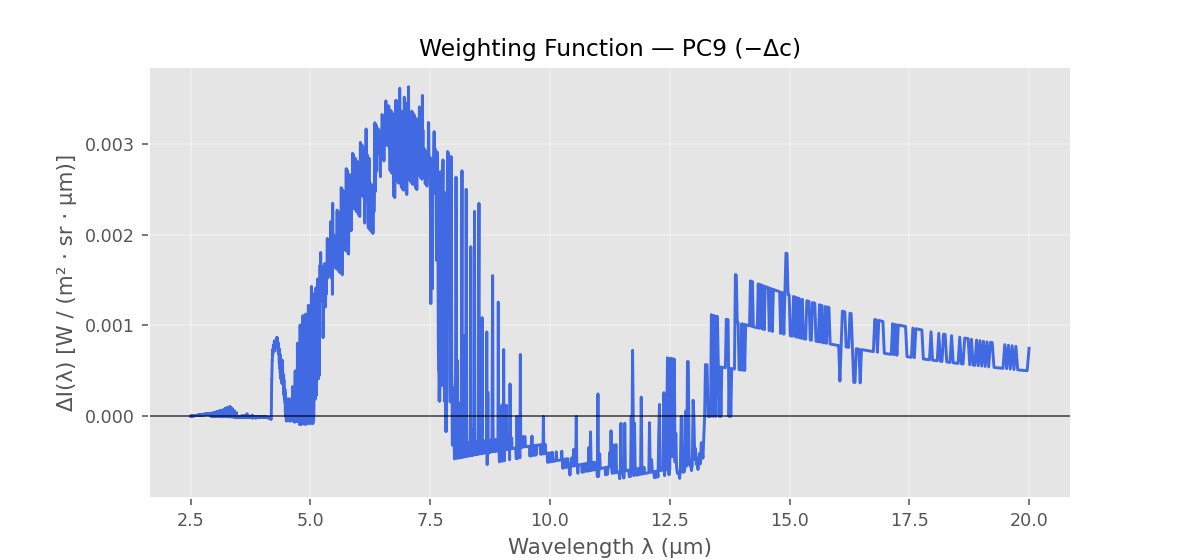 Weighting Function — PC9 (−Δc)
ΔI(λ) [W / (m² · sr · μm)]
0.003
0.002
0.001
0.000
2.5 5.0 7.5 10.0 12.5 15.0 17.5 20.0
Wavelength λ (μm)